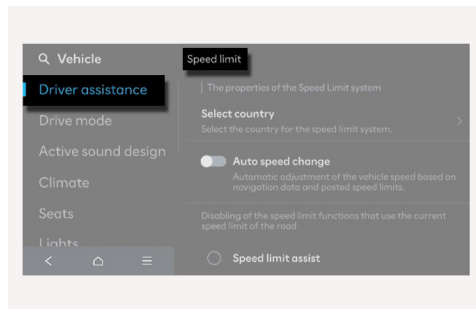 Vehicle
Speed limit
Driver assistance
Drive mode
Active sound design
Climate
Seats
Lights
The properties of the Speed Limit system
Select country
Select the country for the speed limit system.
Auto speed change
Automatic adjustment of the vehicle speed based on
navigation data and posted speed limits.
Disabling of the speed limit functions that use the current
speed limit of the road
Speed limit assist